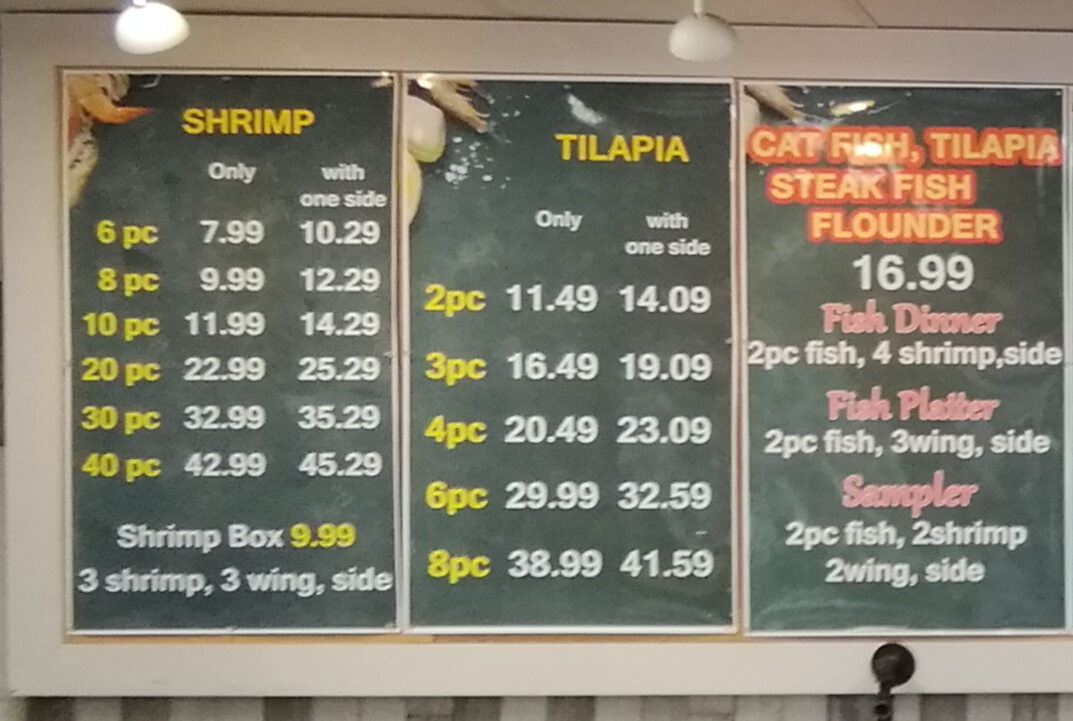 SHRIMP
Only with
one side
6 pc 7.99 10.29
8 pc 9.99 12.29
10 pc 11.99 14.29
20 pc 22.99 25.29
30 pc 32.99 35.29
40 pc 42.99 45.29
Shrimp Box 9.99
3 shrimp, 3 wing, side
TILAPIA
Only with
one side
2pc 11.49 14.09
3pc 16.49 19.09
4pc 20.49 23.09
6pc 29.99 32.59
8pc 38.99 41.59
CAT FISH, TILAPIA
STEAK FISH
FLOUNDER
16.99
Fish Dinner
2pc fish, 4 shrimp,side
Fish Platter
2pc fish, 3wing, side
Sampler
2pc fish, 2shrimp
2wing, side